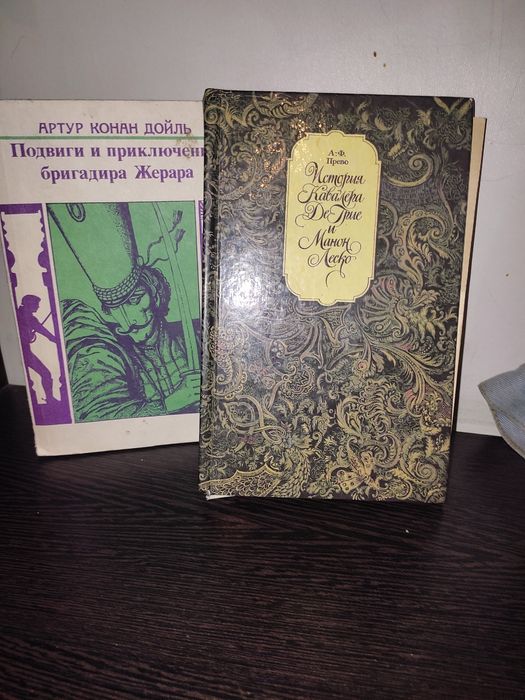 АРТУР КОНАН ДОЙЛЬ
Подвиги и приключени
бригадира Жерара
А.-Ф.
Прево
История
Кавалера
Де Грие
и
Манон
Леско